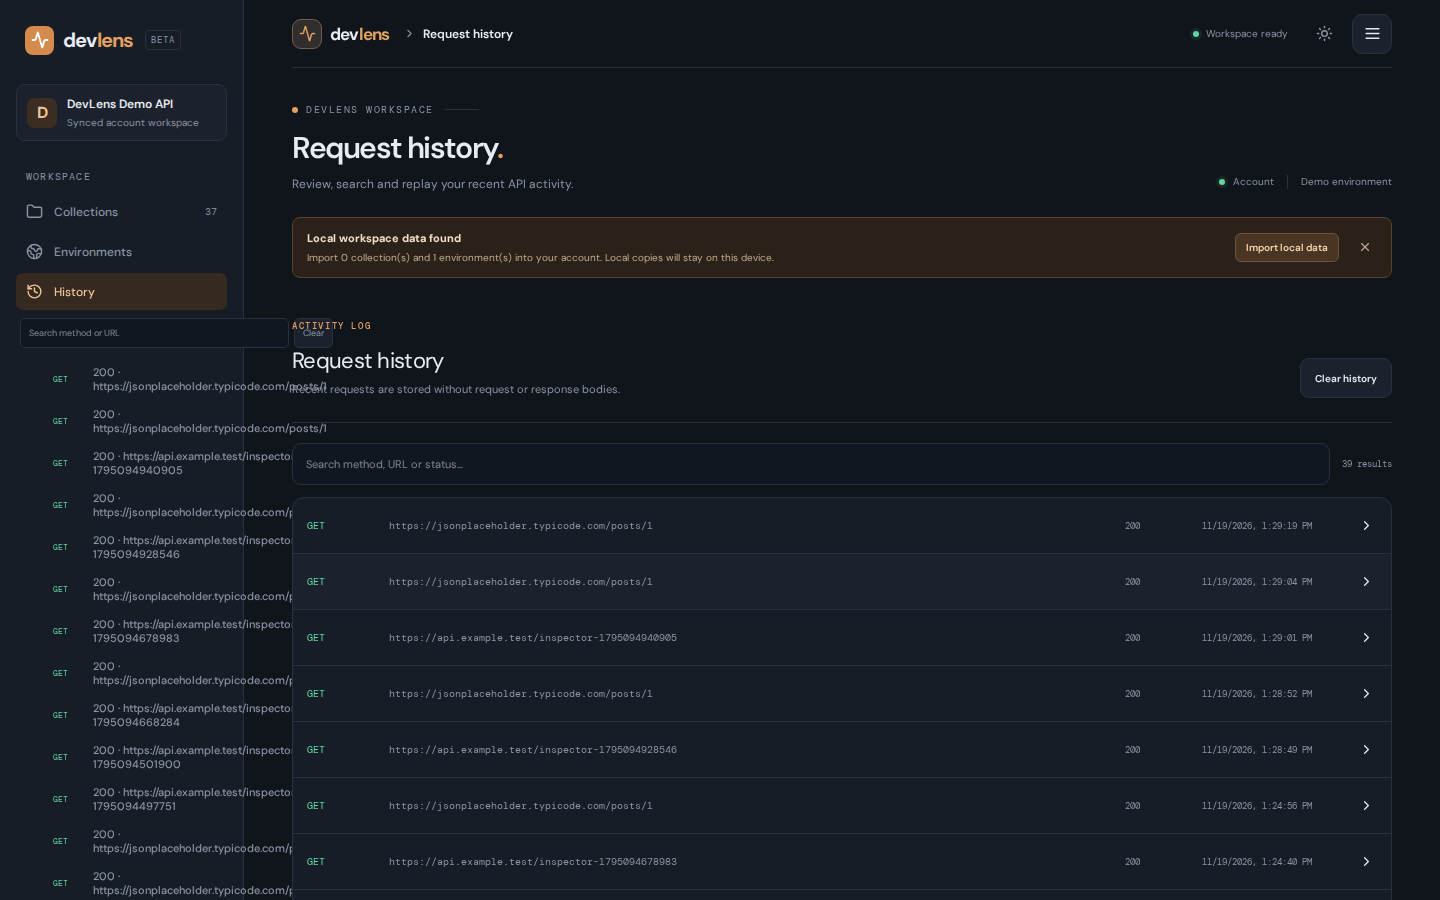 devlens BETA
D
DevLens Demo API
Synced account workspace
WORKSPACE
Collections 37
Environments
History
Search method or URL Clear
GET 200 ·
https://jsonplaceholder.typicode.com/posts/1
GET 200 ·
https://jsonplaceholder.typicode.com/posts/1
GET 200 · https://api.example.test/inspecto
1795094940905
GET 200 ·
https://jsonplaceholder.typicode.com/p
GET 200 · https://api.example.test/inspecto
1795094928546
GET 200 ·
https://jsonplaceholder.typicode.com/p
GET 200 · https://api.example.test/inspecto
1795094678983
GET 200 ·
https://jsonplaceholder.typicode.com/p
GET 200 · https://api.example.test/inspecto
1795094668284
GET 200 · https://api.example.test/inspecto
1795094501900
GET 200 · https://api.example.test/inspecto
1795094497751
GET 200 ·
https://jsonplaceholder.typicode.com/p
GET 200 ·
https://jsonplaceholder.typicode.com/p
devlens > Request history
Workspace ready
DEVLENS WORKSPACE
Request history.
Review, search and replay your recent API activity.
Account Demo environment
Local workspace data found
Import 0 collection(s) and 1 environment(s) into your account. Local copies will stay on this device.
Import local data
ACTIVITY LOG
Request history
Recent requests are stored without request or response bodies.
Clear history
Search method, URL or status…
39 results
GET https://jsonplaceholder.typicode.com/posts/1 200 11/19/2026, 1:29:19 PM
GET https://jsonplaceholder.typicode.com/posts/1 200 11/19/2026, 1:29:04 PM
GET https://api.example.test/inspector-1795094940905 200 11/19/2026, 1:29:01 PM
GET https://jsonplaceholder.typicode.com/posts/1 200 11/19/2026, 1:28:52 PM
GET https://api.example.test/inspector-1795094928546 200 11/19/2026, 1:28:49 PM
GET https://jsonplaceholder.typicode.com/posts/1 200 11/19/2026, 1:24:56 PM
GET https://api.example.test/inspector-1795094678983 200 11/19/2026, 1:24:40 PM